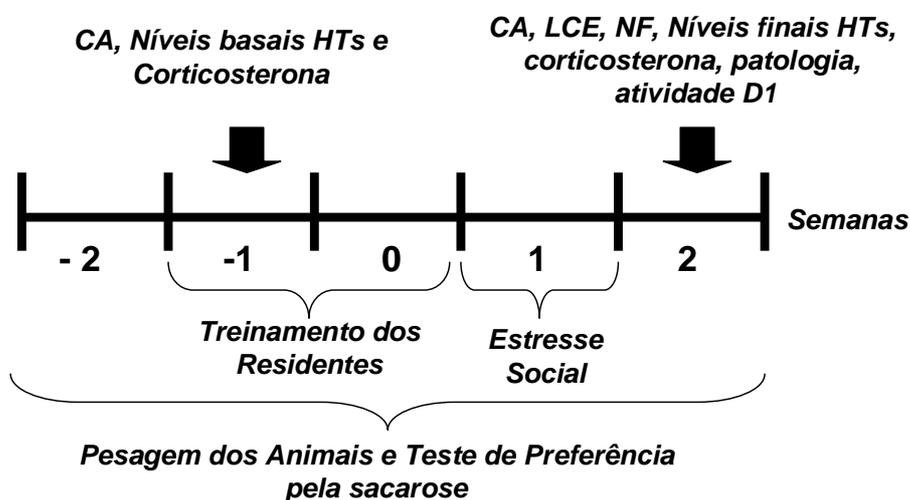 CA, Níveis basais HTs e
Corticosterona
CA, LCE, NF, Níveis finais HTs,
corticosterona, patologia,
atividade D1
Semanas
- 2
-1
0
1
2
Treinamento dos
Residentes
Estresse
Social
Pesagem dos Animais e Teste de Preferência
pela sacarose